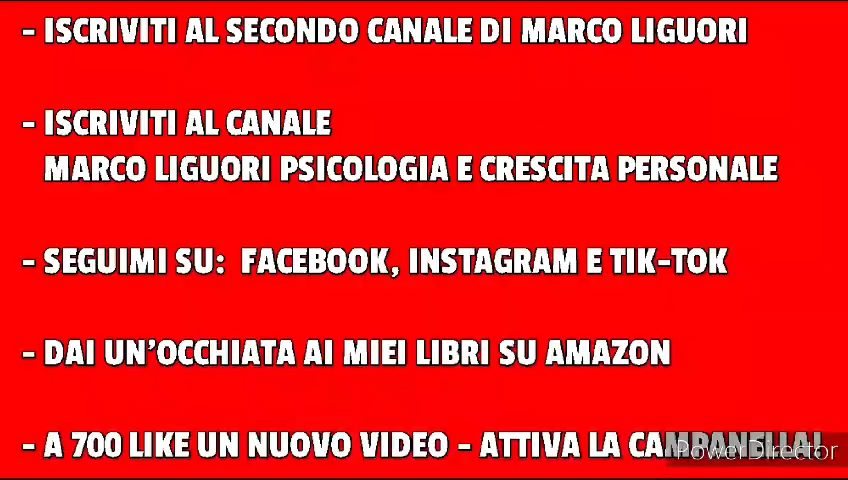 - ISCRIVITI AL SECONDO CANALE DI MARCO LIGUORI
- ISCRIVITI AL CANALE
MARCO LIGUORI PSICOLOGIA E CRESCITA PERSONALE
- SEGUIMI SU: FACEBOOK, INSTAGRAM E TIK-TOK
- DAI UN'OCCHIATA AI MIEI LIBRI SU AMAZON
- A 700 LIKE UN NUOVO VIDEO - ATTIVA LA CAMPANELLA!
PowerDirector